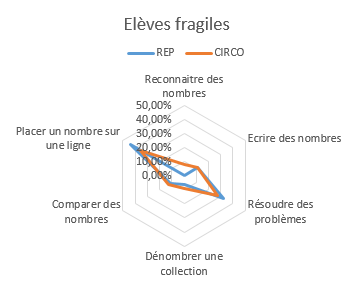 Elèves fragiles
REP CIRCO
Reconnaitre des
nombres
50,00%
40,00%
30,00%
20,00%
10,00%
0,00%
Ecrire des nombres
Résoudre des
problèmes
Dénombrer une
collection
Comparer des
nombres
Placer un nombre sur
une ligne